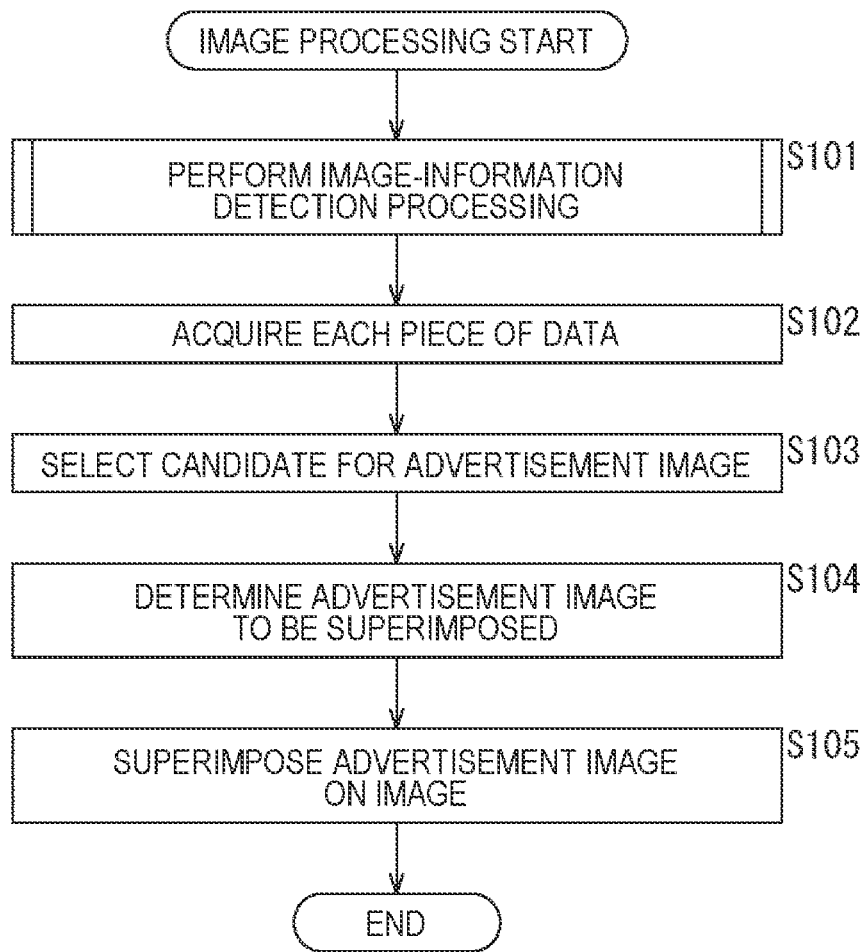 IMAGE PROCESSING START
S101
PERFORM IMAGE-INFORMATION
DETECTION PROCESSING
S102
ACQUIRE EACH PIECE OF DATA
S103
SELECT CANDIDATE FOR ADVERTISEMENT IMAGE
S104
DETERMINE ADVERTISEMENT IMAGE
TO BE SUPERIMPOSED
S105
SUPERIMPOSE ADVERTISEMENT IMAGE
ON IMAGE
END